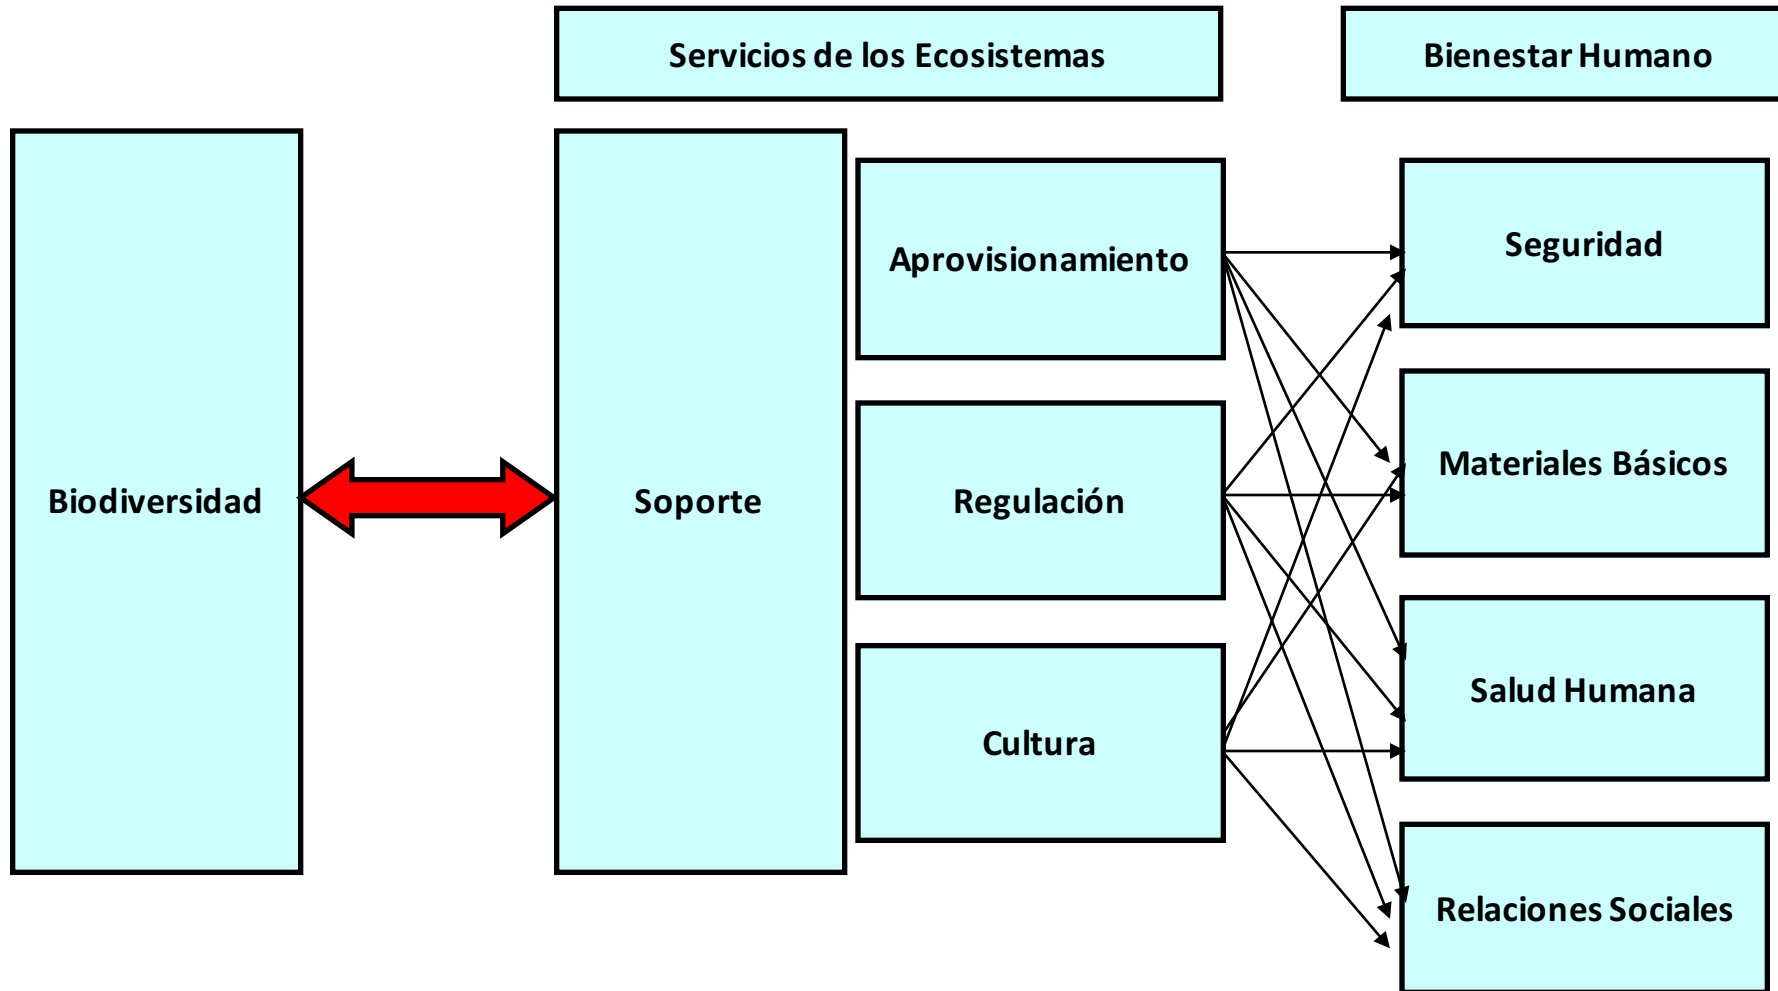 Servicios de los Ecosistemas
Bienestar Humano
Biodiversidad
Soporte
Aprovisionamiento
Regulación
Cultura
Seguridad
Materiales Básicos
Salud Humana
Relaciones Sociales